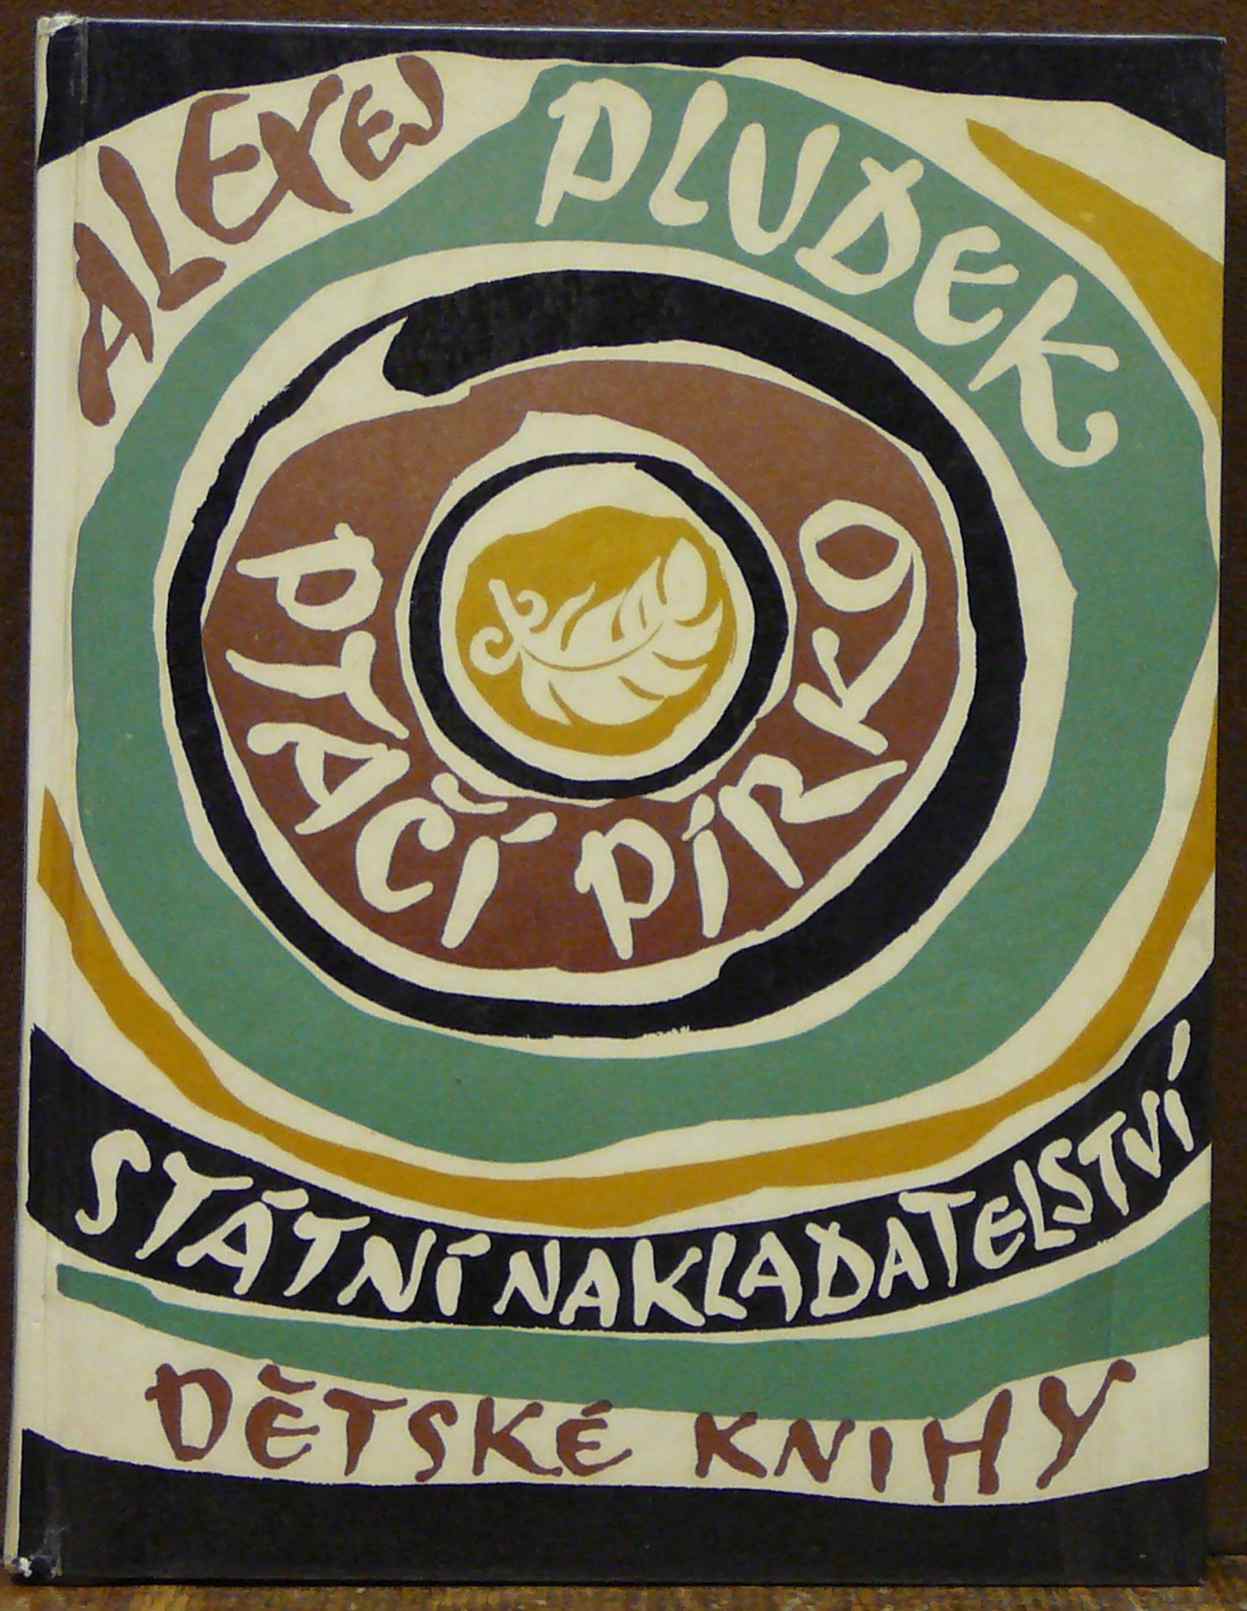 ALEXEJ PLUDEK
PTAČÍ PÍRKO
STÁTNÍ NAKLADATELSTVÍ
DĚTSKÉ KNIHY